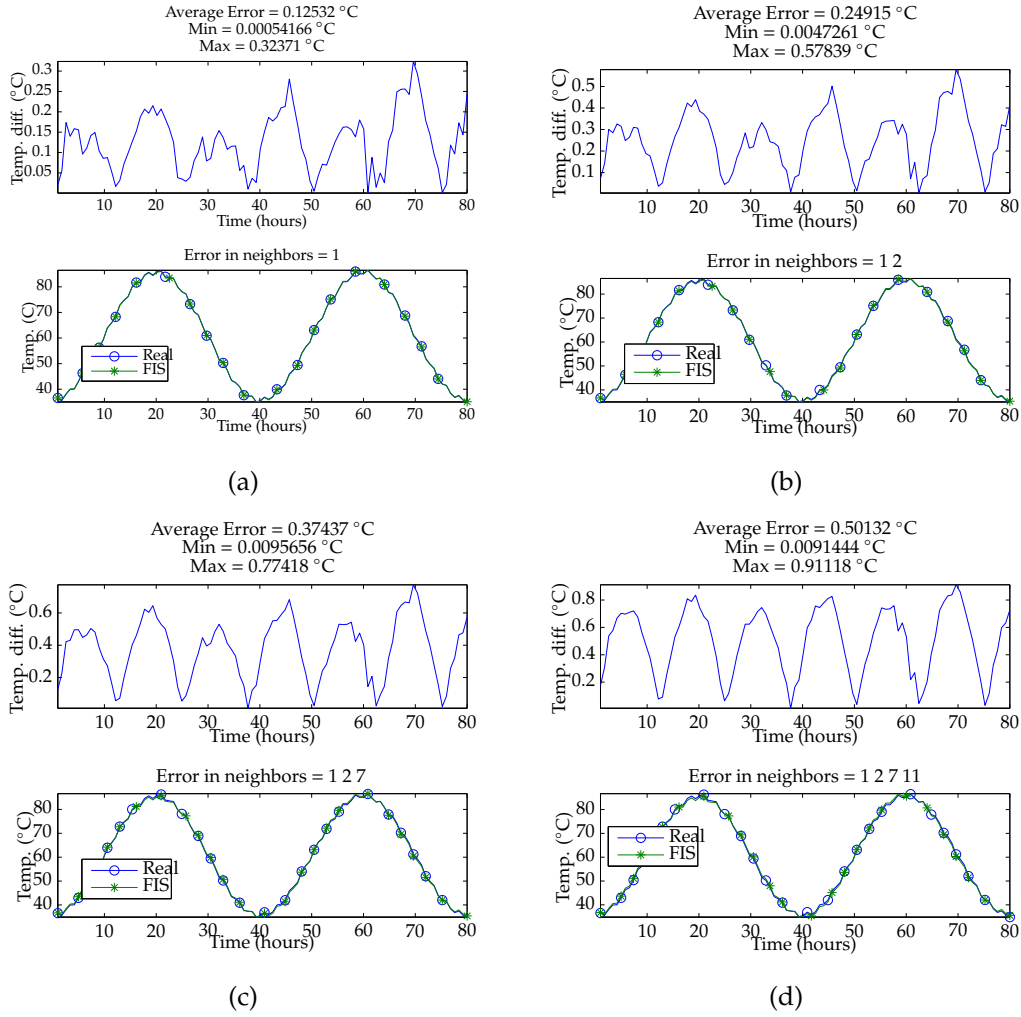 Average Error = 0.12532 °C
Min = 0.00054166 °C
Max = 0.32371 °C
0.3
0.25
0.2
0.15
0.1
0.05
Temp. diff. (°C)
10 20 30 40 50 60 70 80
Time (hours)
Error in neighbors = 1
80
70
60
50
40
Temp. (C)
Real
FIS
10 20 30 40 50 60 70 80
Time (hours)
(a)
Average Error = 0.24915 °C
Min = 0.0047261 °C
Max = 0.57839 °C
0.5
0.4
0.3
0.2
0.1
Temp. diff. (°C)
10 20 30 40 50 60 70 80
Time (hours)
Error in neighbors = 1 2
80
70
60
50
40
Temp. (°C)
Real
FIS
10 20 30 40 50 60 70 80
Time (hours)
(b)
Average Error = 0.37437 °C
Min = 0.0095656 °C
Max = 0.77418 °C
0.6
0.4
0.2
Temp. diff. (°C)
10 20 30 40 50 60 70 80
Time (hours)
Error in neighbors = 1 2 7
80
70
60
50
40
Temp. (°C)
Real
FIS
10 20 30 40 50 60 70 80
Time (hours)
(c)
Average Error = 0.50132 °C
Min = 0.0091444 °C
Max = 0.91118 °C
0.8
0.6
0.4
0.2
Temp. diff. (°C)
10 20 30 40 50 60 70 80
Time (hours)
Error in neighbors = 1 2 7 11
80
70
60
50
40
Temp. (°C)
Real
FIS
10 20 30 40 50 60 70 80
Time (hours)
(d)